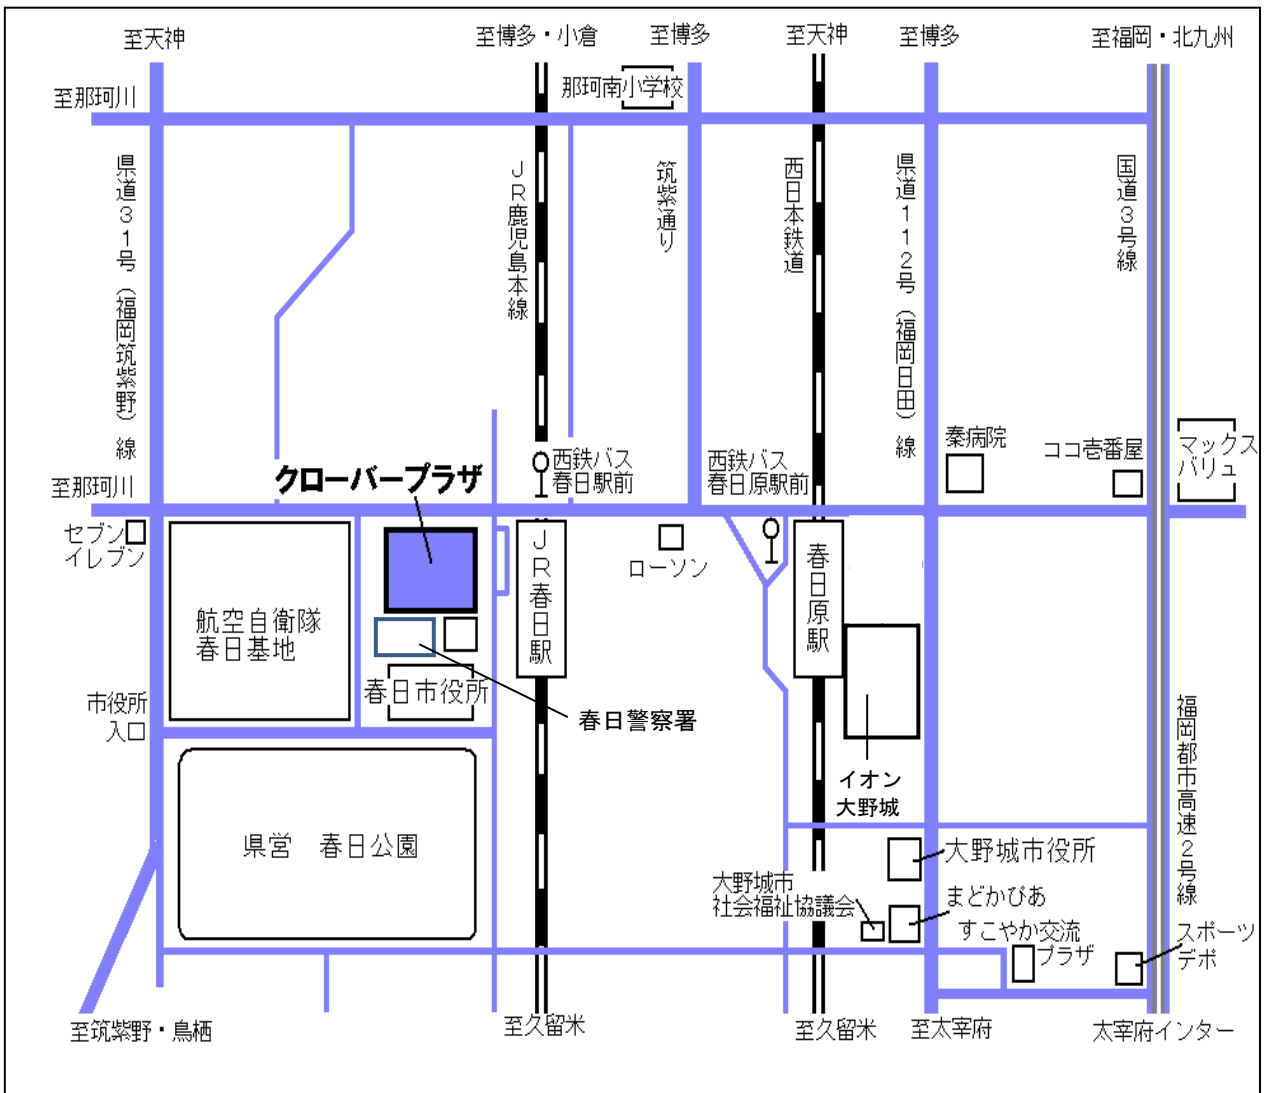 至天神
至博多・小倉
至博多
至天神
至博多
至福岡・北九州
至那珂川
那珂南小学校
県道31号（福岡筑紫野）線
JR鹿児島本線
筑紫通り
西日本鉄道
県道112号（福岡日田）線
国道3号線
至那珂川
クローバープラザ
西鉄バス
春日駅前
西鉄バス
春日原駅前
秦病院
ココ壱番屋
マックス
バリュ
セブン
イレブン
航空自衛隊
春日基地
JR春日駅
ローソン
春日原駅
春日市役所
春日警察署
市役所
入口
イオン
大野城
福岡都市高速2号線
県営　春日公園
大野城市役所
大野城市
社会福祉協議会
まどかぴあ
すこやか交流
プラザ
スポーツ
デポ
至筑紫野・鳥栖
至久留米
至久留米
至太宰府
太宰府インター